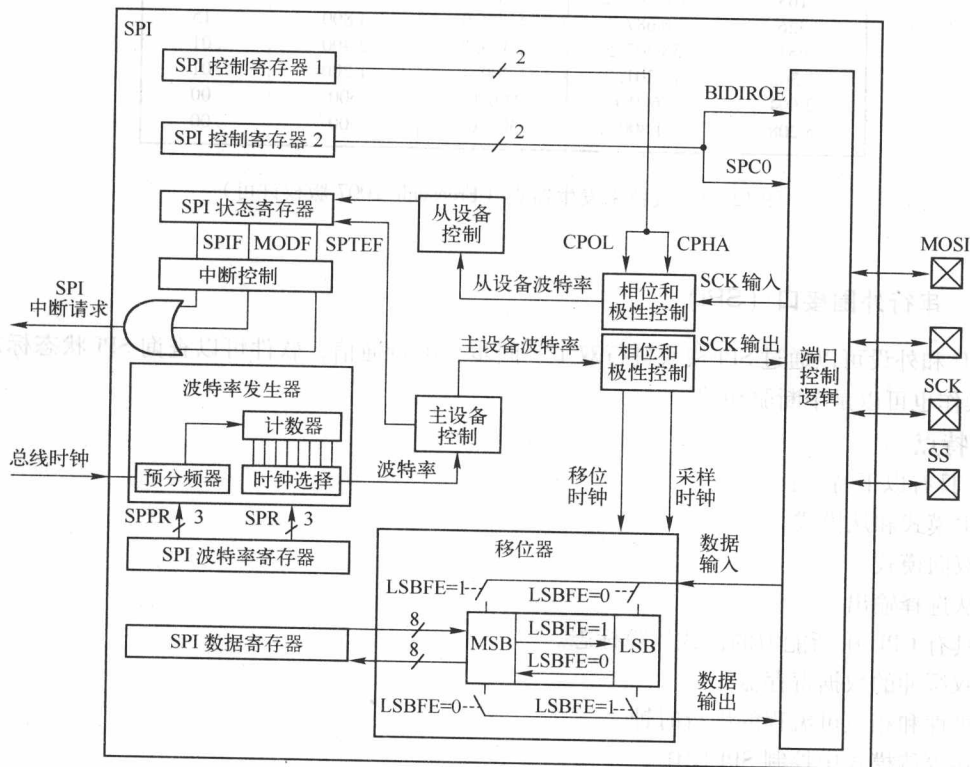 SPI
SPI 控制寄存器 1
2
BIDIROE
SPI 控制寄存器 2
2
SPC0
SPI 状态寄存器
从设备
控制
SPIF MODF SPTEF
CPOL CPHA
MOSI
中断控制
SPI
中断请求
从设备波特率
相位和
极性控制
SCK 输入
主设备波特率
相位和
极性控制
SCK 输出
端口
控制
逻辑
波特率发生器
计数器
主设备
控制
SCK
总线时钟
预分频器
时钟选择
波特率
移位
时钟
采样
时钟
SS
SPPR 3
SPR 3
SPI 波特率寄存器
移位器
数据
输入
LSBFE=1
LSBFE=0
SPI 数据寄存器
8
8
MSB
LSBFE=1
LSBFE=0
LSB
LSBFE=0
LSBFE=1
数据
输出